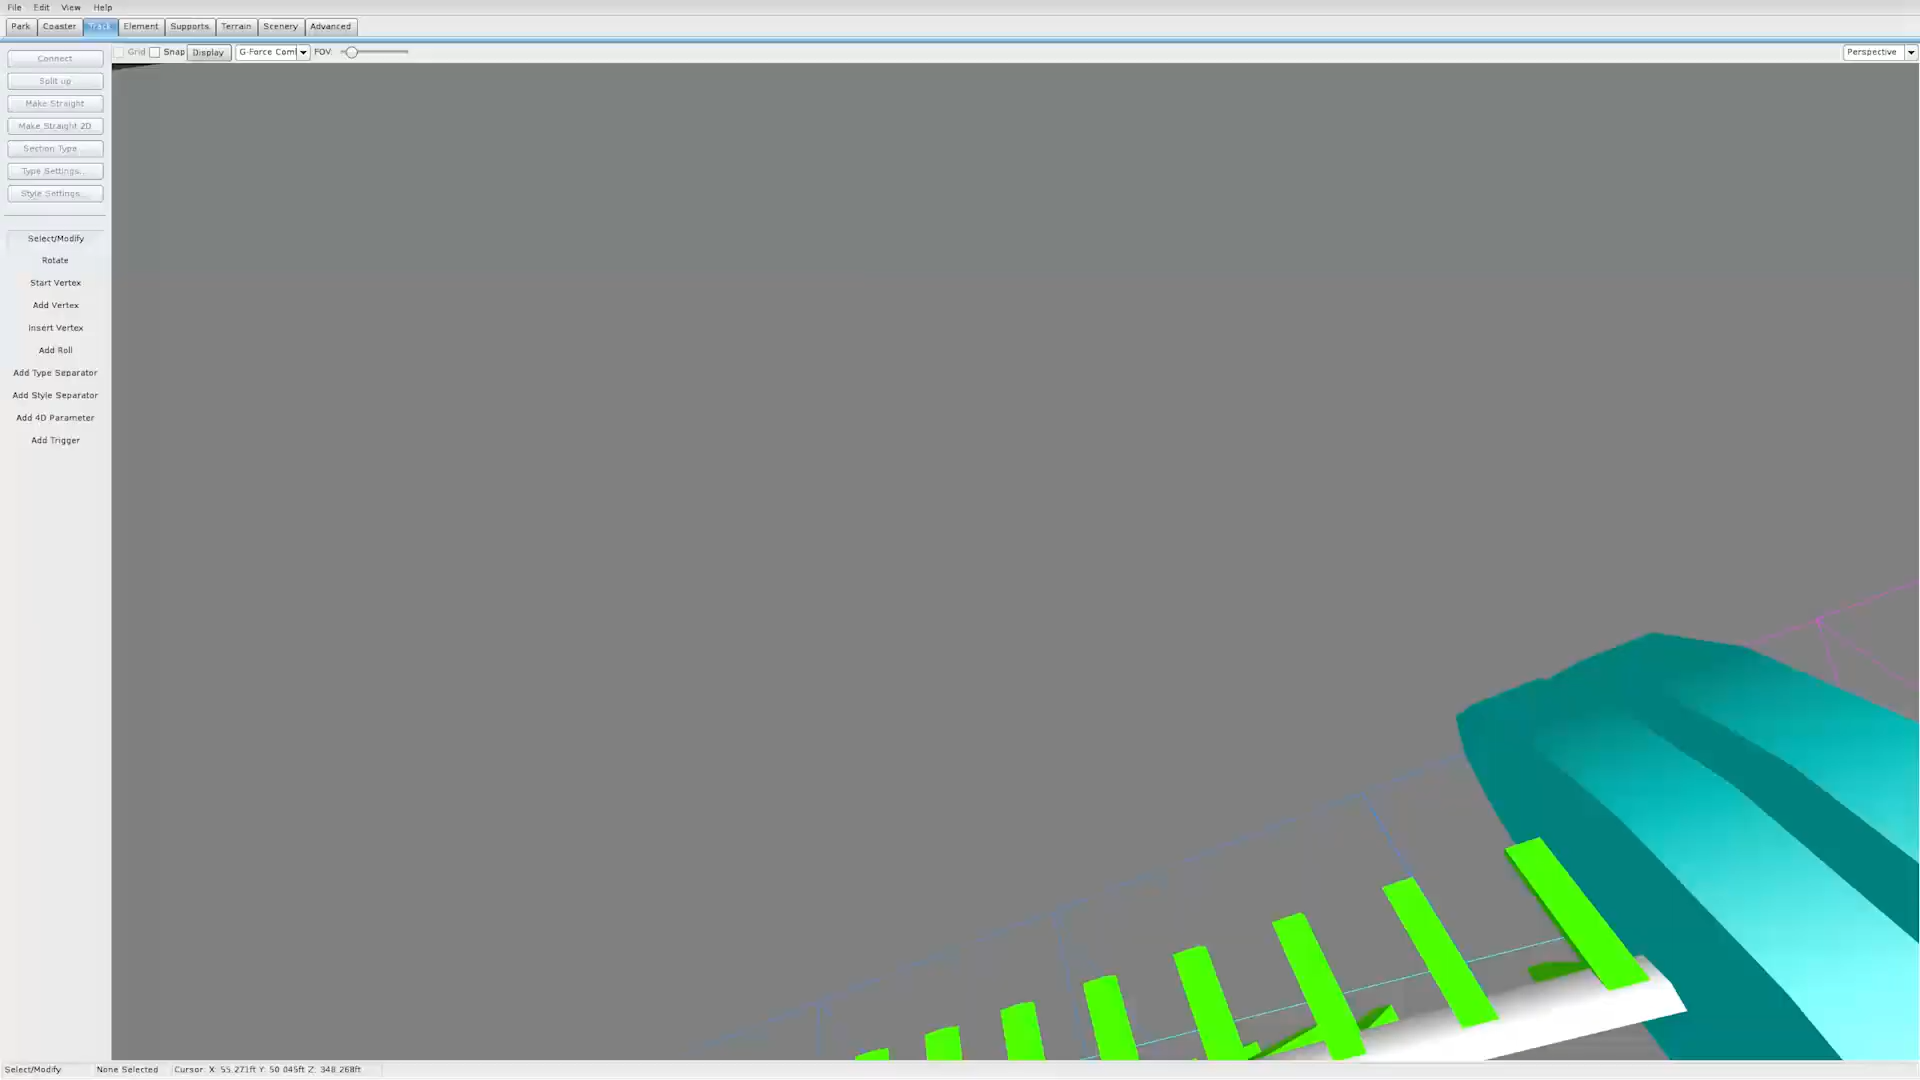 File Edit View Help
Park Coaster Track Element Supports Terrain Scenery Advanced
Grid Snap Display G-Force Com FOV: Perspective
Connect
Split up
Make Straight
Make Straight 2D
Section Type...
Type Settings...
Style Settings...
Select/Modify
Rotate
Start Vertex
Add Vertex
Insert Vertex
Add Roll
Add Type Separator
Add Style Separator
Add 4D Parameter
Add Trigger
Select/Modify None Selected Cursor: X: 55.271ft Y: 50.045ft Z: 348.268ft